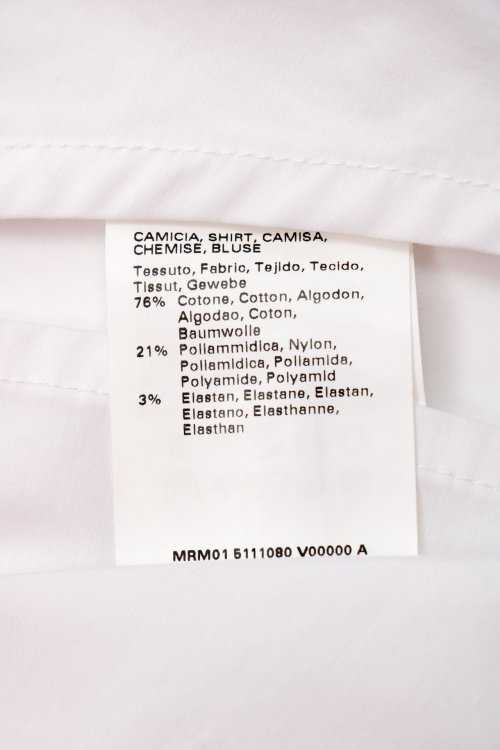 CAMICIA, SHIRT, CAMISA,
CHEMISE, BLUSE
Tessuto, Fabric, Tejido, Tecido,
Tissut, Gewebe
76% Cotone, Cotton, Algodon,
Algodao, Coton,
Baumwolle
21% Poliammidica, Nylon,
Poliamidica, Poliamida,
Polyamide, Polyamid
3% Elastan, Elastane, Elastan,
Elastano, Elasthanne,
Elasthan
MRM01 5111080 V00000 A